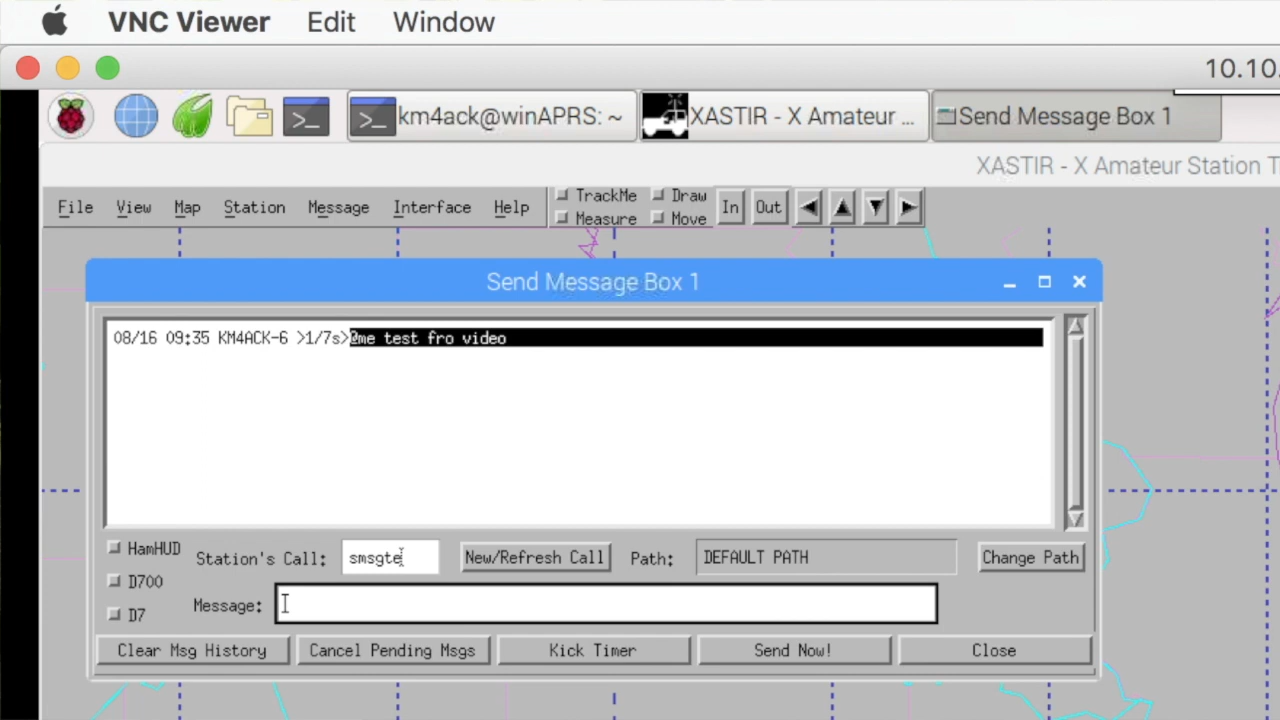 VNC Viewer Edit Window
10.10.
km4ack@winAPRS: ~ XASTIR - X Amateur ... Send Message Box 1
XASTIR - X Amateur Station T
File View Map Station Message Interface Help TrackMe Draw In Out
Measure Move
Send Message Box 1
08/16 09:35 KM4ACK-6 >1/7s>@me test fro video
HamHUD Station's Call: smsgte New/Refresh Call Path: DEFAULT PATH Change Path
D700
D7 Message:
Clear Msg History Cancel Pending Msgs Kick Timer Send Now! Close